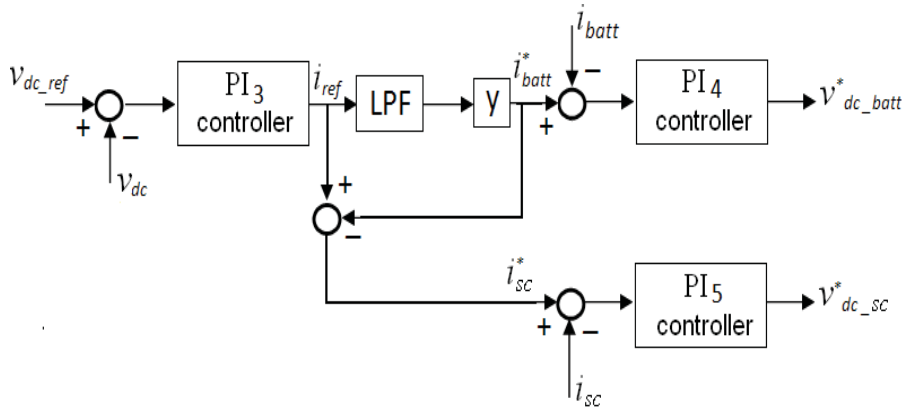 v_dc_ref
+
−
v_dc
PI3
controller
i_ref
LPF
y
i*_batt
i_batt
−
+
PI4
controller
v*_dc_batt
+
−
i*_sc
+
−
i_sc
PI5
controller
v*_dc_sc